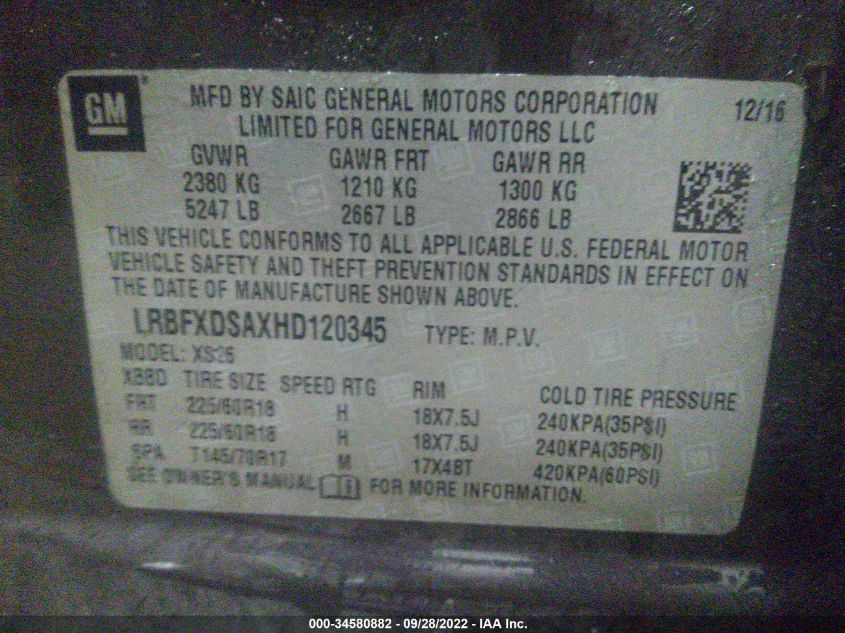 GM
MFD BY SAIC GENERAL MOTORS CORPORATION 12/16
LIMITED FOR GENERAL MOTORS LLC
GVWR GAWR FRT GAWR RR
2380 KG 1210 KG 1300 KG
5247 LB 2667 LB 2866 LB
THIS VEHICLE CONFORMS TO ALL APPLICABLE U.S. FEDERAL MOTOR
VEHICLE SAFETY AND THEFT PREVENTION STANDARDS IN EFFECT ON
THE DATE OF MANUFACTURE SHOWN ABOVE.
LRBFXDSAXHD120345 TYPE: M.P.V.
MODEL: XS26
TIRE SIZE SPEED RTG RIM COLD TIRE PRESSURE
FRT 225/60R18 H 18X7.5J 240KPA(35PSI)
RR 225/60R18 H 18X7.5J 240KPA(35PSI)
SPA T145/70R17 M 17X4BT 420KPA(60PSI)
SEE OWNER'S MANUAL FOR MORE INFORMATION.
000-34580882 - 09/28/2022 - IAA Inc.